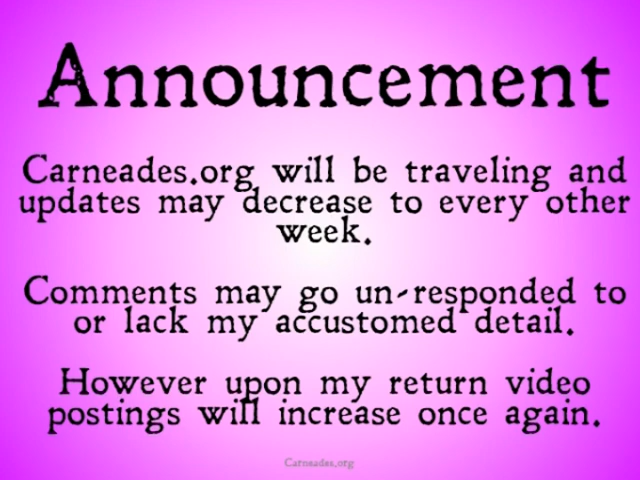 Announcement
Carneades.org will be traveling and
updates may decrease to every other
week.
Comments may go un-responded to
or lack my accustomed detail.
However upon my return video
postings will increase once again.
Carneades.org